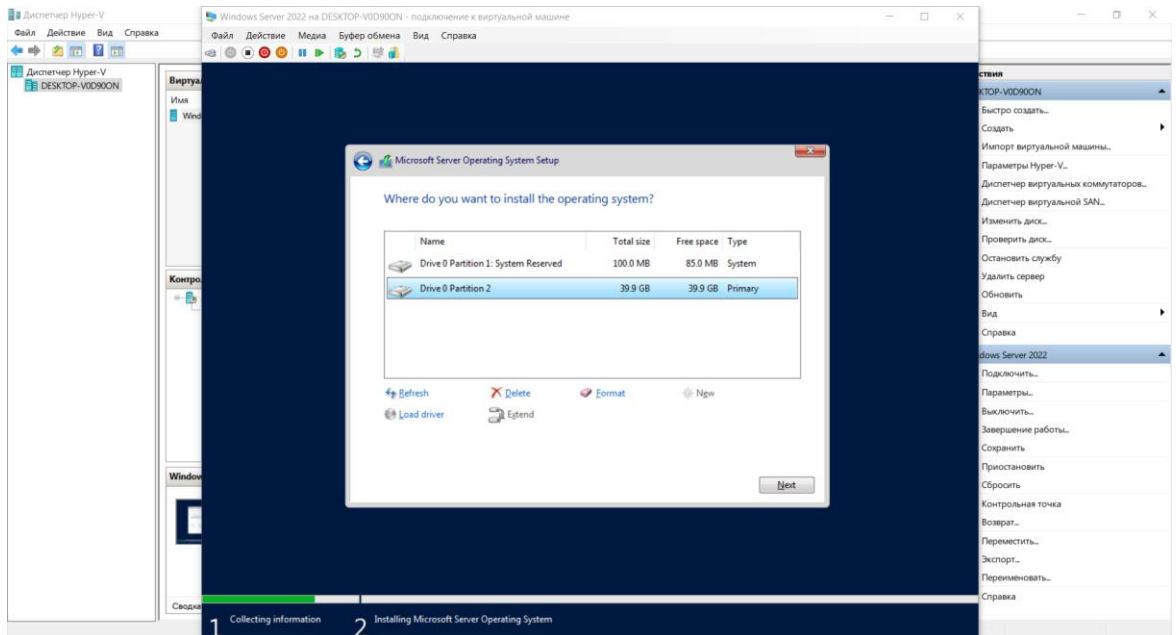 Диспетчер Hyper-V
Файл Действие Вид Справка
Диспетчер Hyper-V
DESKTOP-V0D90ON
Виртуа
Имя
Wind
Контро
Window
Сводка
Windows Server 2022 на DESKTOP-V0D90ON - подключение к виртуальной машине
Файл Действие Медиа Буфер обмена Вид Справка
Microsoft Server Operating System Setup
Where do you want to install the operating system?
Name Total size Free space Type
Drive 0 Partition 1: System Reserved 100.0 MB 85.0 MB System
Drive 0 Partition 2 39.9 GB 39.9 GB Primary
Refresh Delete Format New
Load driver Extend
Next
1 Collecting information 2 Installing Microsoft Server Operating System
ствия
KTOP-V0D90ON
Быстро создать...
Создать
Импорт виртуальной машины...
Параметры Hyper-V...
Диспетчер виртуальных коммутаторов...
Диспетчер виртуальной SAN...
Изменить диск...
Проверить диск...
Остановить службу
Удалить сервер
Обновить
Вид
Справка
dows Server 2022
Подключить...
Параметры...
Выключить...
Завершение работы...
Сохранить
Приостановить
Сбросить
Контрольная точка
Возврат...
Переместить...
Экспорт...
Переименовать...
Справка